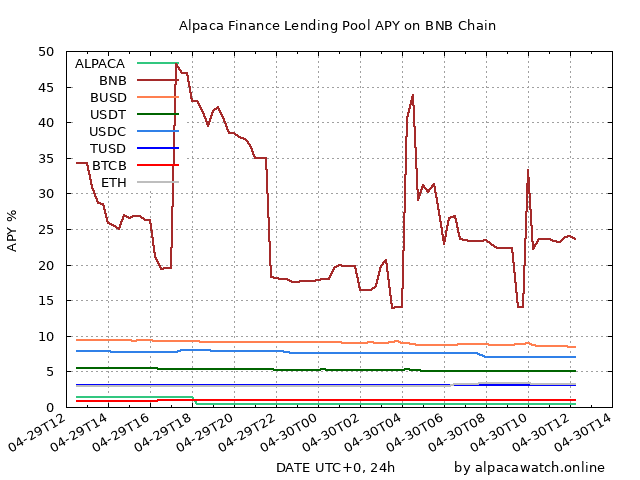 Alpaca Finance Lending Pool APY on BNB Chain
50
45
40
35
30
25
20
15
10
5
0
APY %
ALPACA
BNB
BUSD
USDT
USDC
TUSD
BTCB
ETH
04-29T12
04-29T14
04-29T16
04-29T18
04-29T20
04-29T22
04-30T00
04-30T02
04-30T04
04-30T06
04-30T08
04-30T10
04-30T12
04-30T14
DATE UTC+0, 24h
by alpacawatch.online